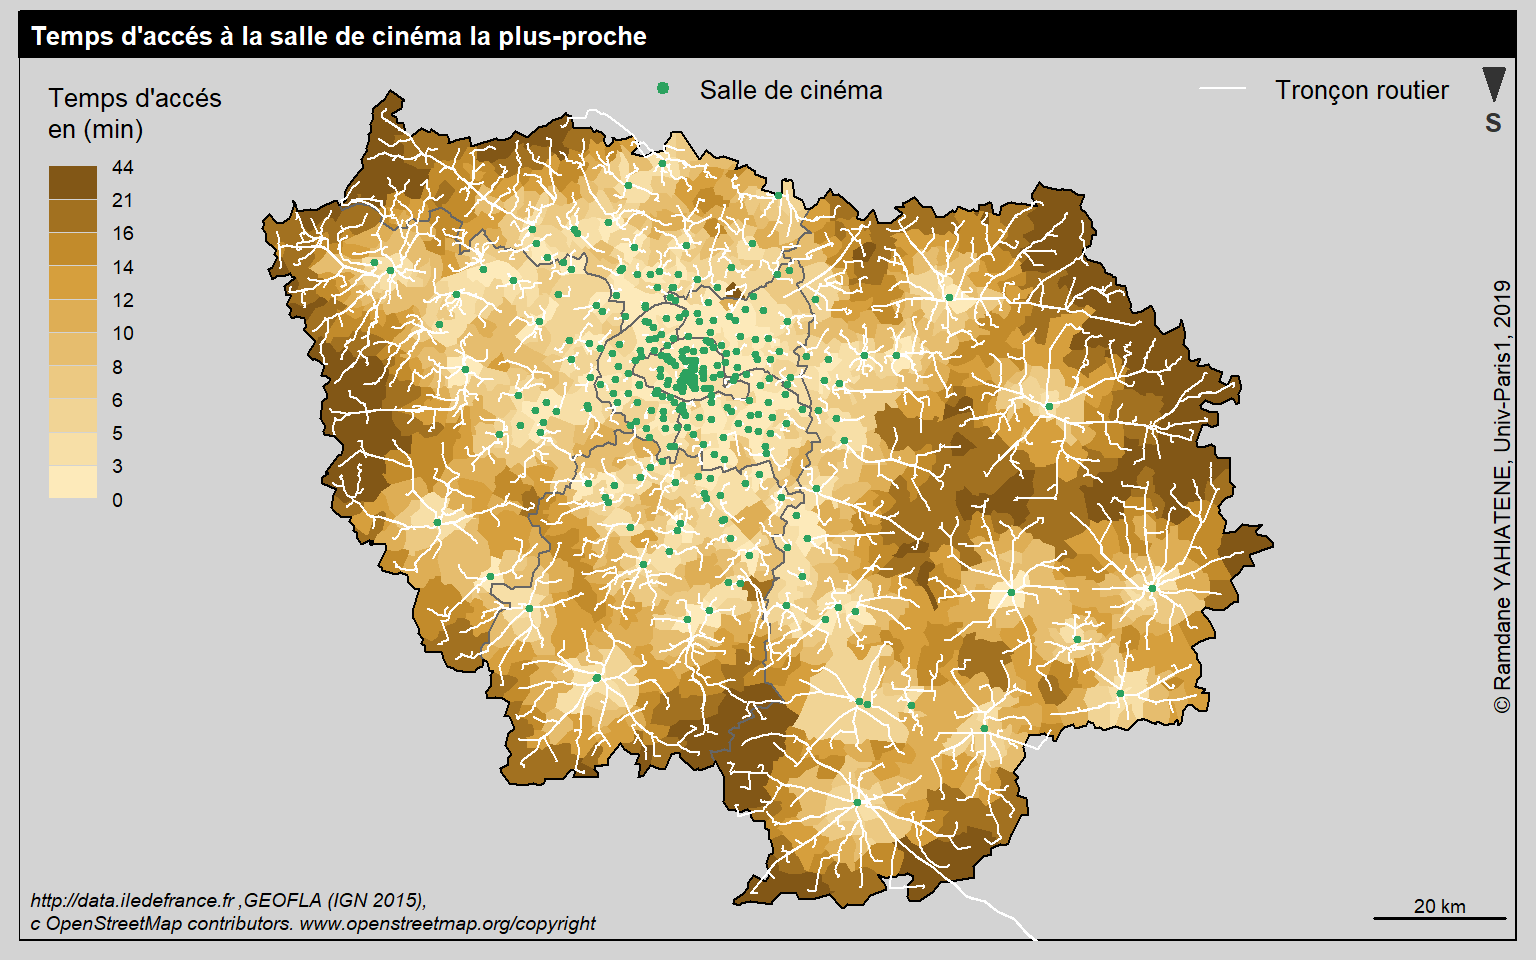 Temps d'accés à la salle de cinéma la plus-proche
Temps d'accés
en (min)
Salle de cinéma
Tronçon routier
S
44
21
16
14
12
10
8
6
5
3
0
© Ramdane YAHIATENE, Univ-Paris1, 2019
http://data.iledefrance.fr ,GEOFLA (IGN 2015),
c OpenStreetMap contributors. www.openstreetmap.org/copyright
20 km